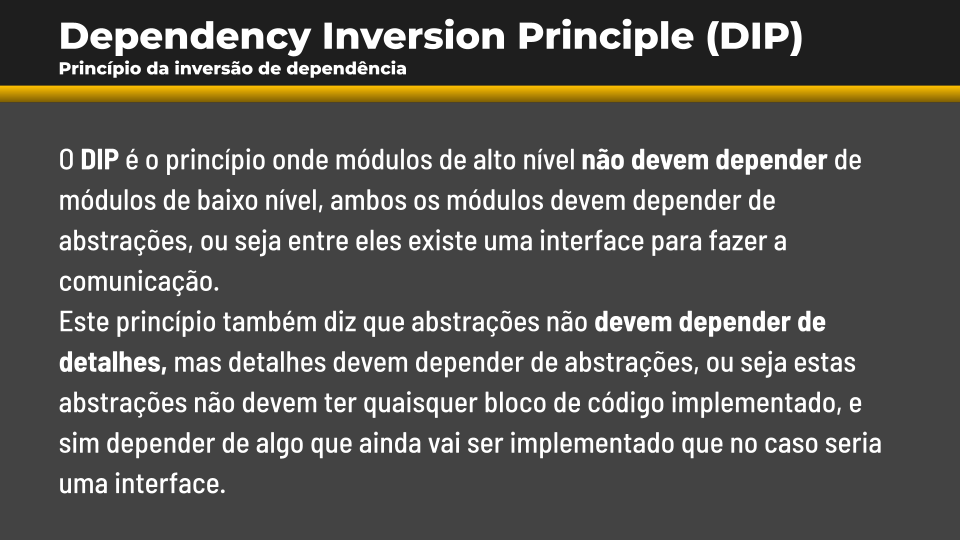 Dependency Inversion Principle (DIP)
Princípio da inversão de dependência
O DIP é o princípio onde módulos de alto nível não devem depender de
módulos de baixo nível, ambos os módulos devem depender de
abstrações, ou seja entre eles existe uma interface para fazer a
comunicação.
Este princípio também diz que abstrações não devem depender de
detalhes, mas detalhes devem depender de abstrações, ou seja estas
abstrações não devem ter quaisquer bloco de código implementado, e
sim depender de algo que ainda vai ser implementado que no caso seria
uma interface.